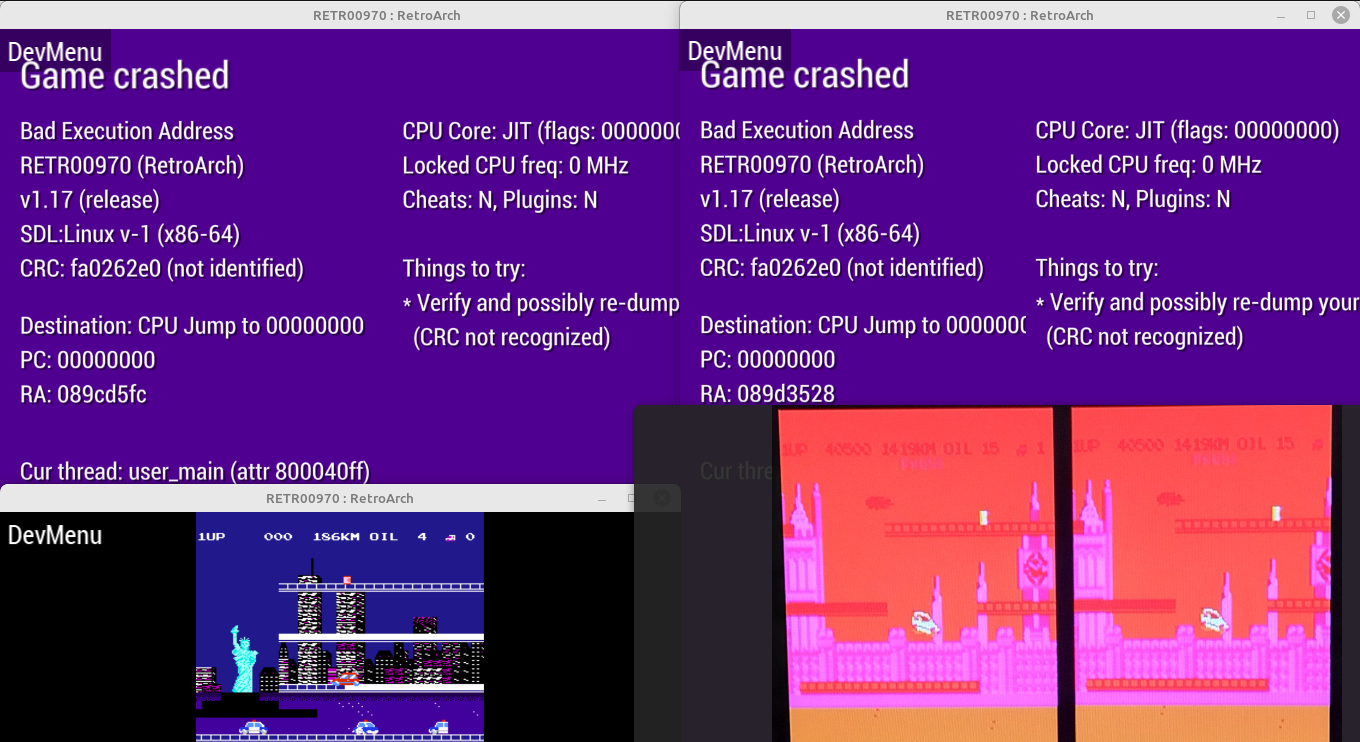 RETR00970 : RetroArch
DevMenu
Game crashed
Bad Execution Address
RETR00970 (RetroArch)
v1.17 (release)
SDL:Linux v-1 (x86-64)
CRC: fa0262e0 (not identified)
Destination: CPU Jump to 00000000
PC: 00000000
RA: 089cd5fc
Cur thread: user_main (attr 800040ff)
CPU Core: JIT (flags: 0000000
Locked CPU freq: 0 MHz
Cheats: N, Plugins: N
Things to try:
* Verify and possibly re-dump
(CRC not recognized)
RETR00970 : RetroArch
DevMenu
Game crashed
Bad Execution Address
RETR00970 (RetroArch)
v1.17 (release)
SDL:Linux v-1 (x86-64)
CRC: fa0262e0 (not identified)
Destination: CPU Jump to 0000000
PC: 00000000
RA: 089d3528
Cur thre
CPU Core: JIT (flags: 00000000)
Locked CPU freq: 0 MHz
Cheats: N, Plugins: N
Things to try:
* Verify and possibly re-dump your
(CRC not recognized)
RETR00970 : RetroArch
DevMenu
1UP 000 186KM OIL 4 0
1UP 40500 1419KM OIL 15 1
1UP 40500 1419KM OIL 15